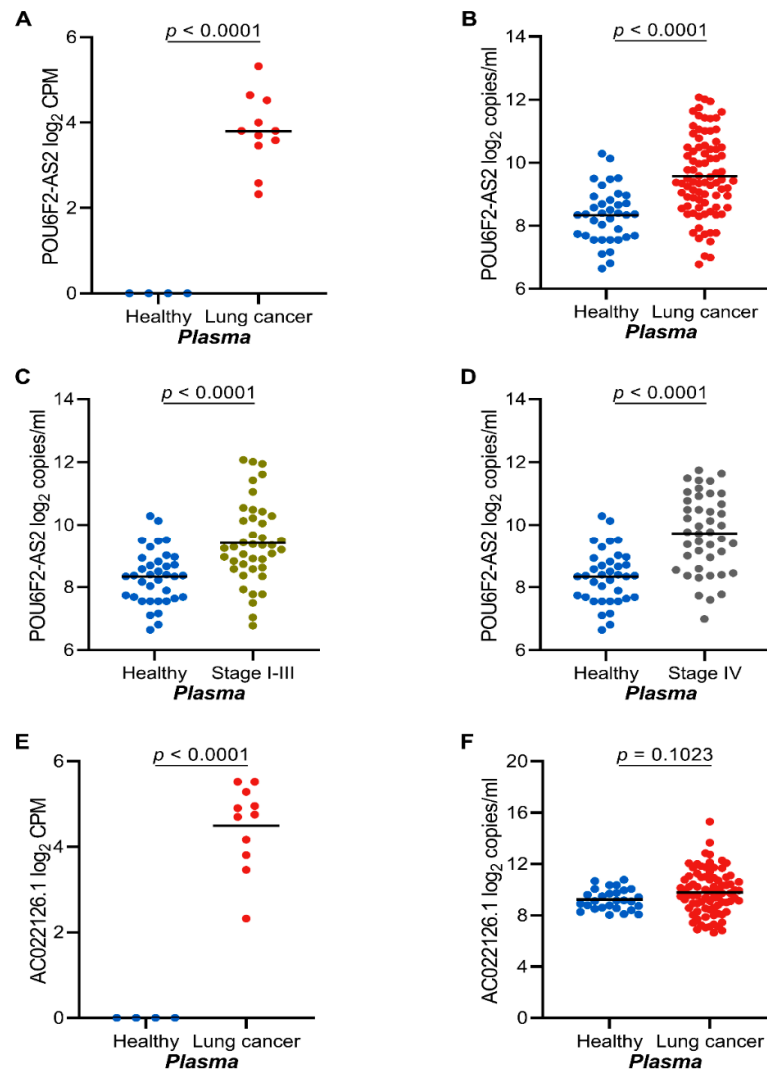 A
p < 0.0001
POU6F2-AS2 log2 CPM
6
4
2
0
Healthy Lung cancer
Plasma
B
p < 0.0001
POU6F2-AS2 log2 copies/ml
14
12
10
8
6
Healthy Lung cancer
Plasma
C
p < 0.0001
POU6F2-AS2 log2 copies/ml
14
12
10
8
6
Healthy Stage I-III
Plasma
D
p < 0.0001
POU6F2-AS2 log2 copies/ml
14
12
10
8
6
Healthy Stage IV
Plasma
E
p < 0.0001
AC022126.1 log2 CPM
6
4
2
0
Healthy Lung cancer
Plasma
F
p = 0.1023
AC022126.1 log2 copies/ml
20
16
12
8
4
0
Healthy Lung cancer
Plasma